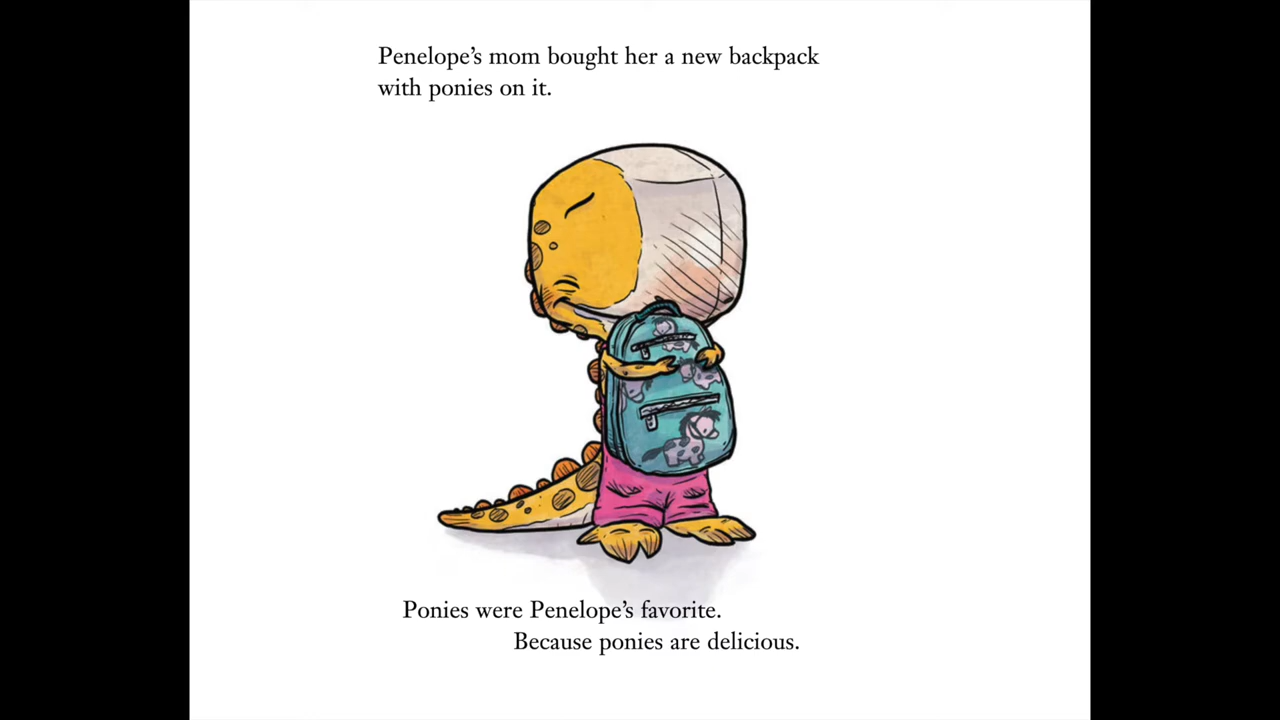 Penelope’s mom bought her a new backpack
with ponies on it.
Ponies were Penelope’s favorite.
Because ponies are delicious.